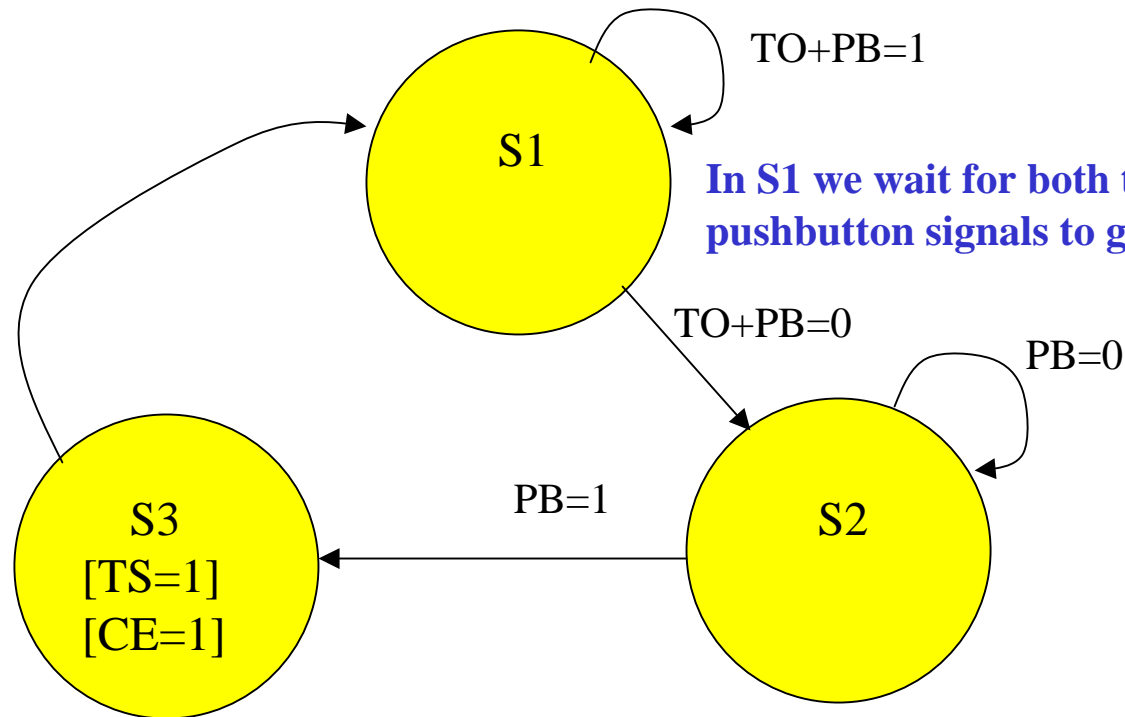 TO+PB=1
S1
In S1 we wait for both
pushbutton signals to
TO+PB=0
PB=0
PB=1
S2
S3
[TS=1]
[CE=1]